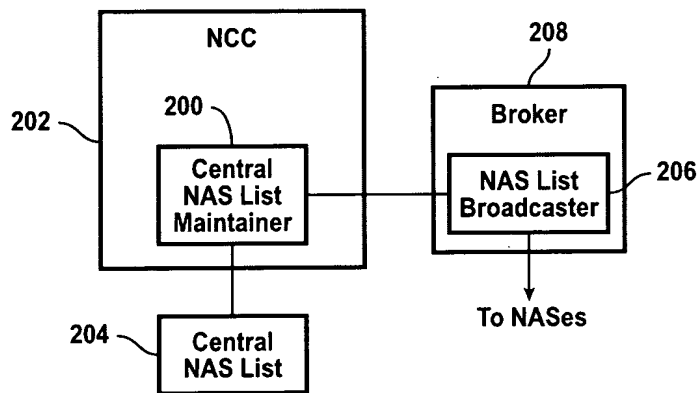 NCC
208
202
200
Broker
Central
NAS List
Maintainer
NAS List
Broadcaster
206
204
Central
NAS List
To NASes